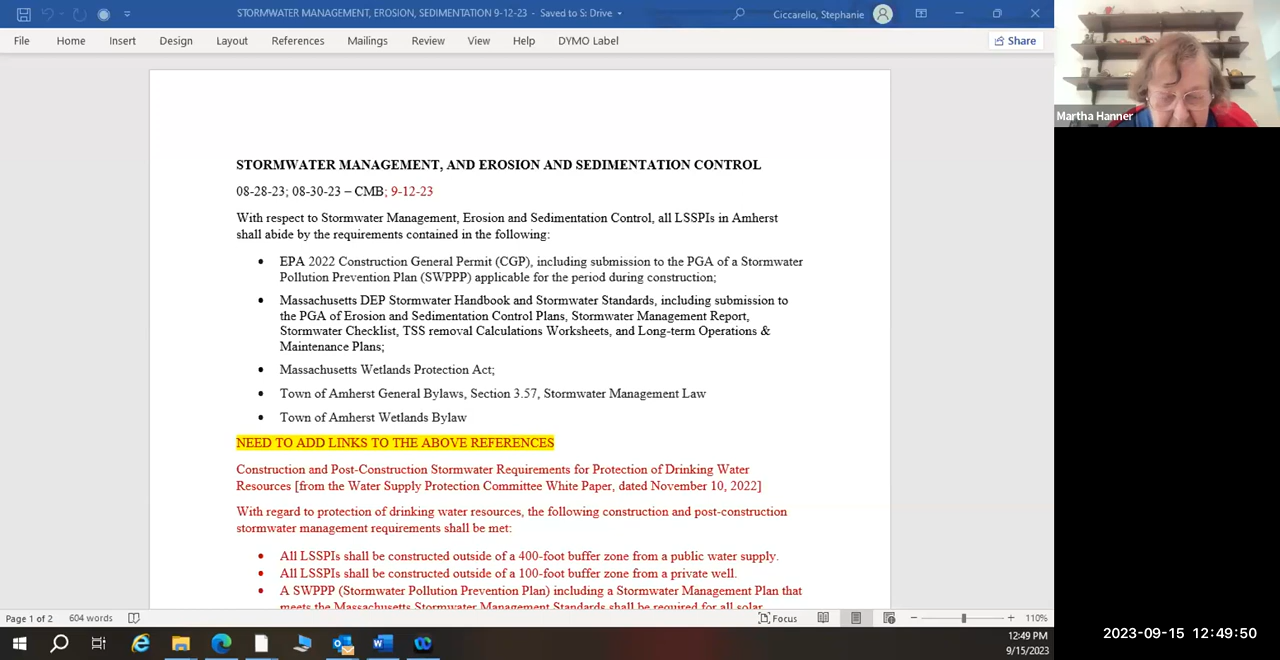 STORMWATER MANAGEMENT, EROSION, SEDIMENTATION 9-12-23 - Saved to S: Drive
Ciccarello, Stephanie
File Home Insert Design Layout References Mailings Review View Help DYMO Label Share
Martha Hanner
STORMWATER MANAGEMENT, AND EROSION AND SEDIMENTATION CONTROL
08-28-23; 08-30-23 – CMB; 9-12-23
With respect to Stormwater Management, Erosion and Sedimentation Control, all LSSPIs in Amherst
shall abide by the requirements contained in the following:
• EPA 2022 Construction General Permit (CGP), including submission to the PGA of a Stormwater
Pollution Prevention Plan (SWPPP) applicable for the period during construction;
• Massachusetts DEP Stormwater Handbook and Stormwater Standards, including submission to
the PGA of Erosion and Sedimentation Control Plans, Stormwater Management Report,
Stormwater Checklist, TSS removal Calculations Worksheets, and Long-term Operations &
Maintenance Plans;
• Massachusetts Wetlands Protection Act;
• Town of Amherst General Bylaws, Section 3.57, Stormwater Management Law
• Town of Amherst Wetlands Bylaw
NEED TO ADD LINKS TO THE ABOVE REFERENCES
Construction and Post-Construction Stormwater Requirements for Protection of Drinking Water
Resources [from the Water Supply Protection Committee White Paper, dated November 10, 2022]
With regard to protection of drinking water resources, the following construction and post-construction
stormwater management requirements shall be met:
• All LSSPIs shall be constructed outside of a 400-foot buffer zone from a public water supply.
• All LSSPIs shall be constructed outside of a 100-foot buffer zone from a private well.
• A SWPPP (Stormwater Pollution Prevention Plan) including a Stormwater Management Plan that
meets the Massachusetts Stormwater Management Standards shall be required for all solar
Page 1 of 2 604 words Focus 110%
12:49 PM
9/15/2023
2023-09-15 12:49:50